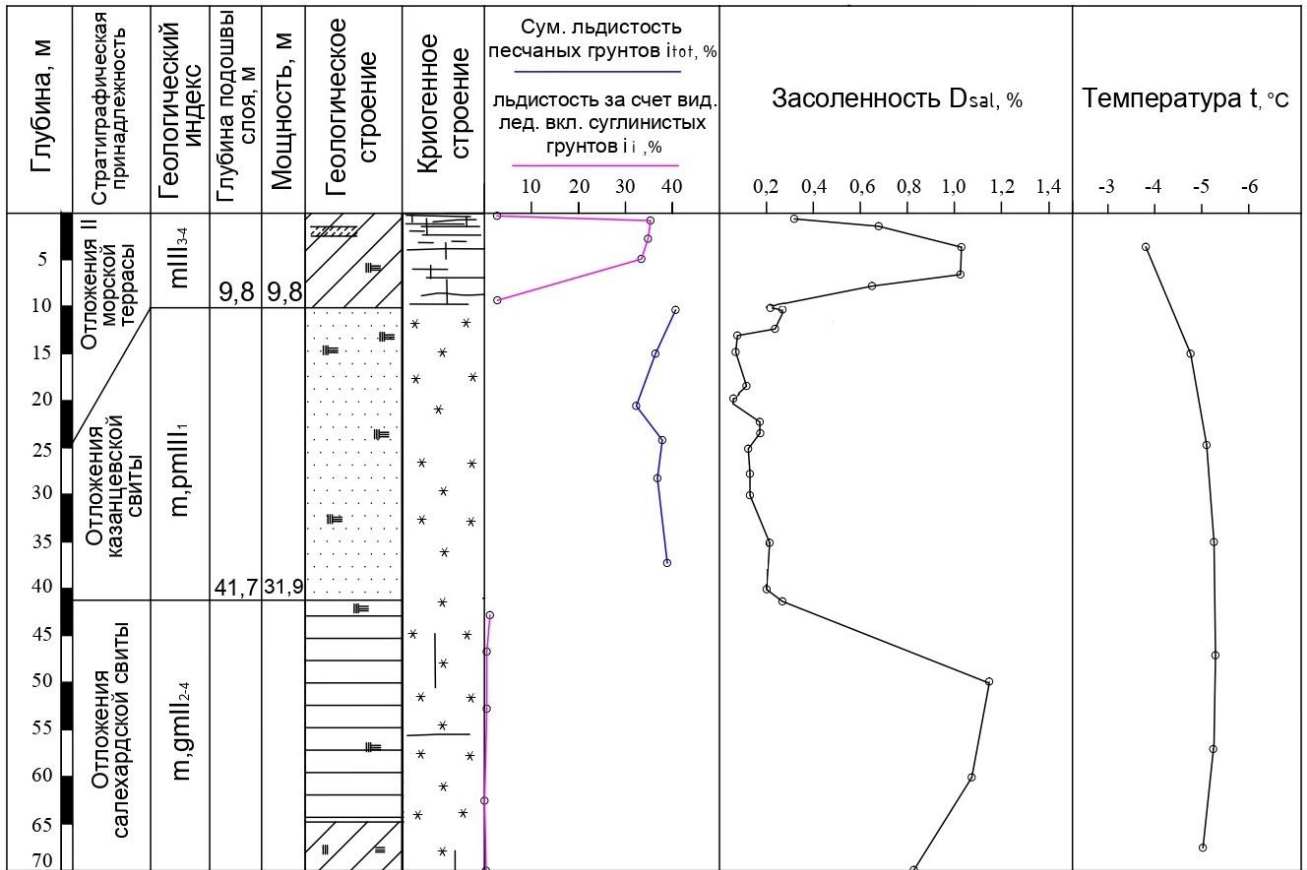 Глубина, м
Стратиграфическая
принадлежность
Геологический
индекс
Глубина подошвы
слоя, м
Мощность, м
Геологическое
строение
Криогенное
строение
Сум. льдистость
песчаных грунтов itot, %
льдистость за счет вид.
лед. вкл. суглинистых
грунтов i i ,%
10 20 30 40
Засоленность Dsal, %
0,2 0,4 0,6 0,8 1,0 1,2 1,4
Температура t, °C
-3 -4 -5 -6
5
10
15
20
25
30
35
40
45
50
55
60
65
70
Отложения II
морской
террасы
mIII3-4
9,8 9,8
Отложения
казанцевской
свиты
m,pmIII1
41,7 31,9
Отложения
салехардской свиты
m,gmII2-4